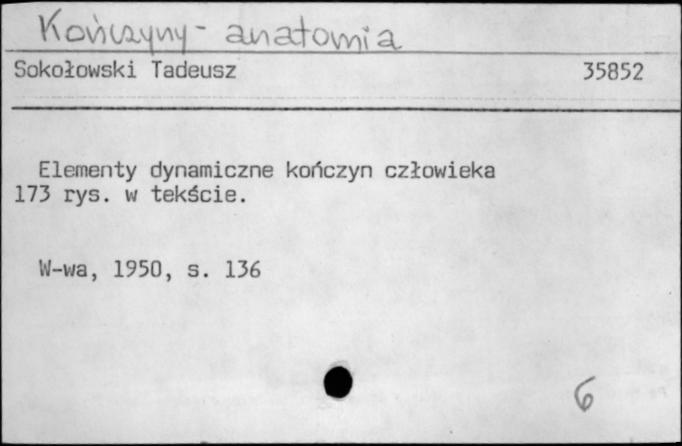 Kończyny - anatomia
Sokołowski Tadeusz 35852
Elementy dynamiczne kończyn człowieka
173 rys. w tekście.
W-wa, 1950, s. 136
6